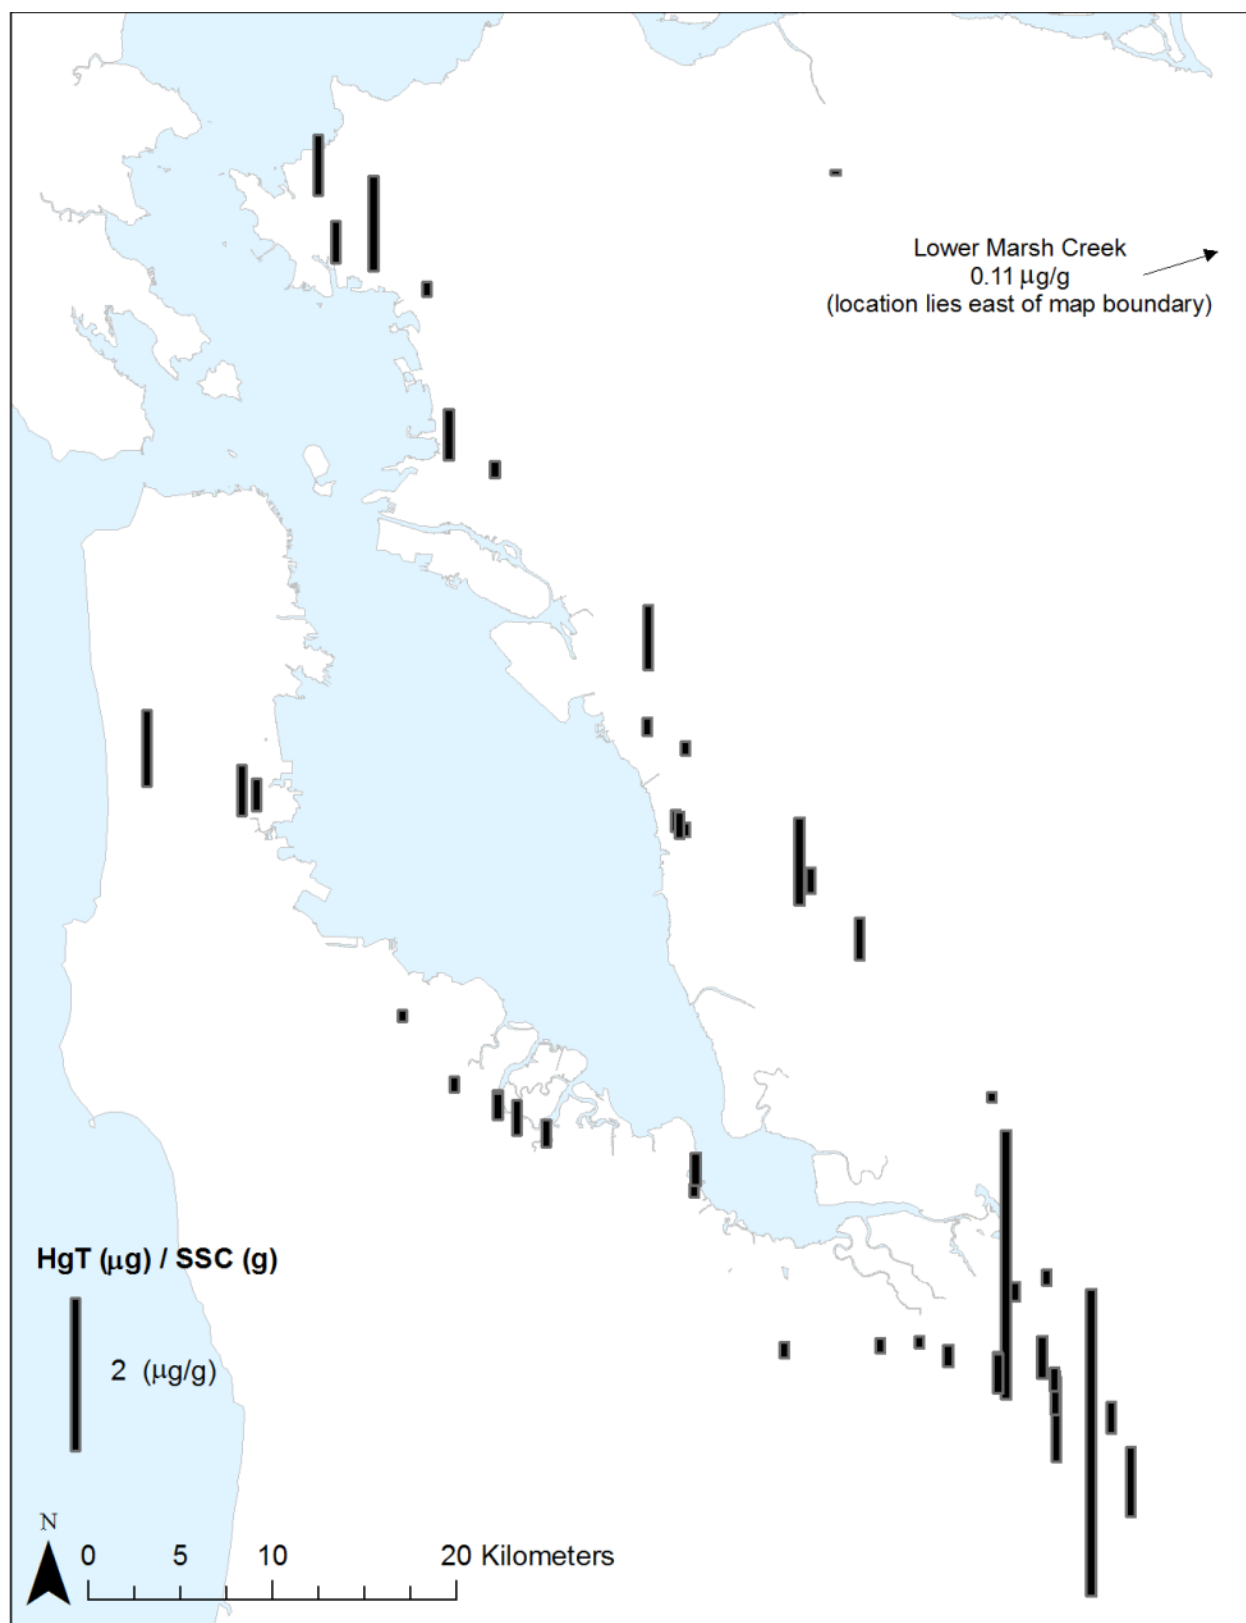 Lower Marsh Creek
0.11 µg/g
(location lies east of map boundary)
HgT (µg) / SSC (g)
2 (µg/g)
N
0 5 10 20 Kilometers